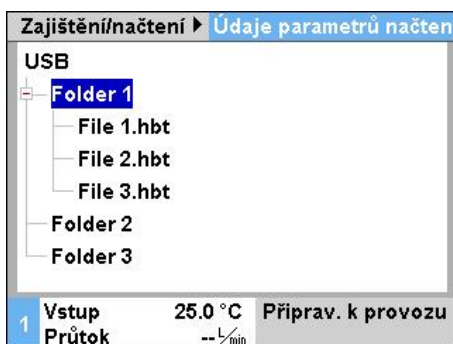 Zajištění/načtení ▶ Údaje parametrů načten
USB
Folder 1
File 1.hbt
File 2.hbt
File 3.hbt
Folder 2
Folder 3
1 Vstup 25.0 °C Připrav. k provozu
Průtok -- L/min